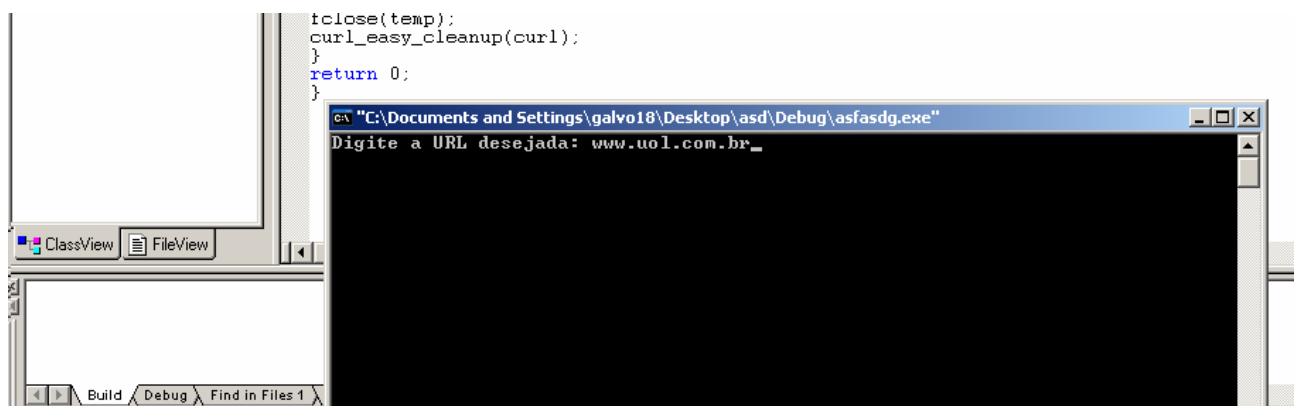 fclose(temp);
curl_easy_cleanup(curl);
}
return 0;
}
"C:\Documents and Settings\galvo18\Desktop\asd\Debug\asfasdg.exe"
Digite a URL desejada: www.uol.com.br_
ClassView FileView
Build Debug Find in Files 1